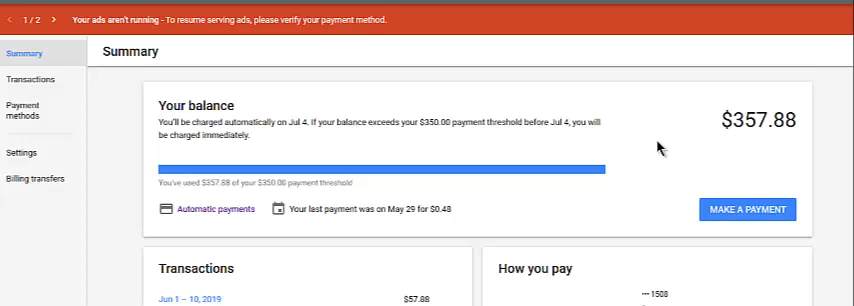 1 / 2
Your ads aren't running - To resume serving ads, please verify your payment method.
Summary
Transactions
Payment
methods
Settings
Billing transfers
Summary
Your balance
You'll be charged automatically on Jul 4. If your balance exceeds your $350.00 payment threshold before Jul 4, you will
be charged immediately.
$357.88
You've used $357.88 of your $350.00 payment threshold
Automatic payments
Your last payment was on May 29 for $0.48
MAKE A PAYMENT
Transactions
Jun 1 – 10, 2019
$57.88
How you pay
••• 1508